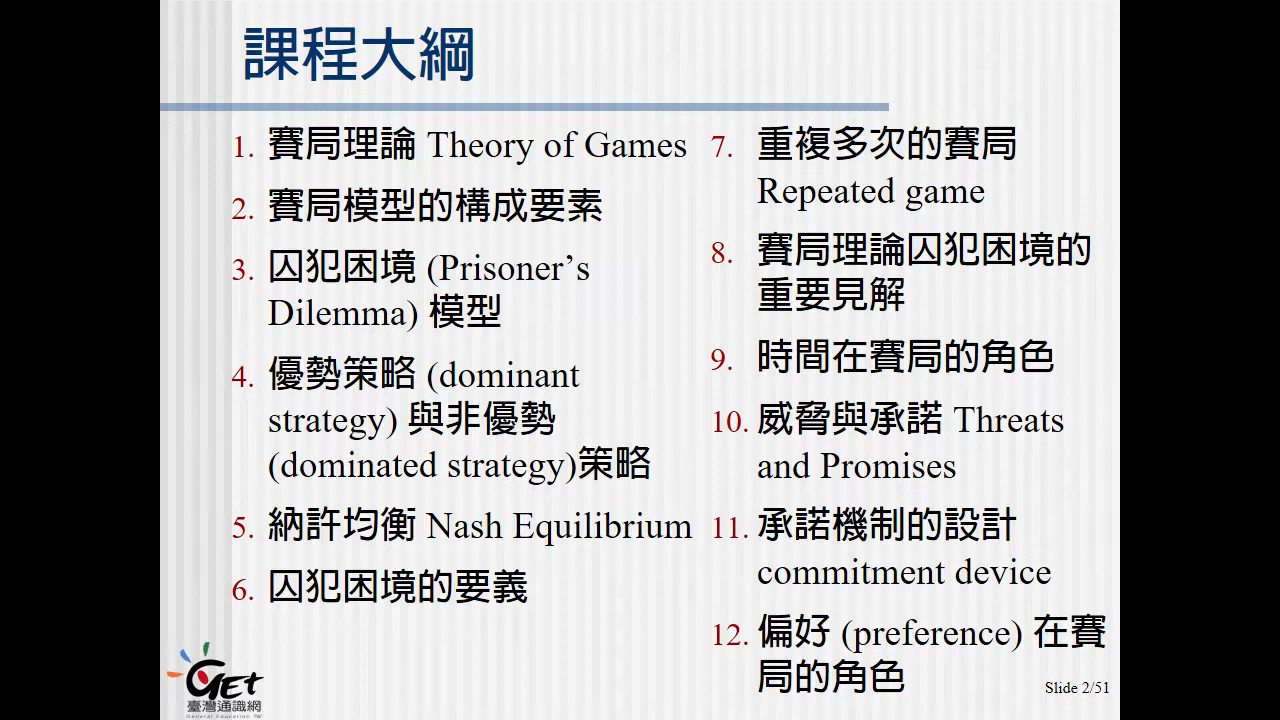 課程大綱
1. 賽局理論 Theory of Games
2. 賽局模型的構成要素
3. 囚犯困境 (Prisoner’s
Dilemma) 模型
4. 優勢策略 (dominant
strategy) 與非優勢
(dominated strategy)策略
5. 納許均衡 Nash Equilibrium
6. 囚犯困境的要義
7. 重複多次的賽局
Repeated game
8. 賽局理論囚犯困境的
重要見解
9. 時間在賽局的角色
10. 威脅與承諾 Threats
and Promises
11. 承諾機制的設計
commitment device
12. 偏好 (preference) 在賽
局的角色
GET
臺灣通識網
General Education TW
Slide 2/51